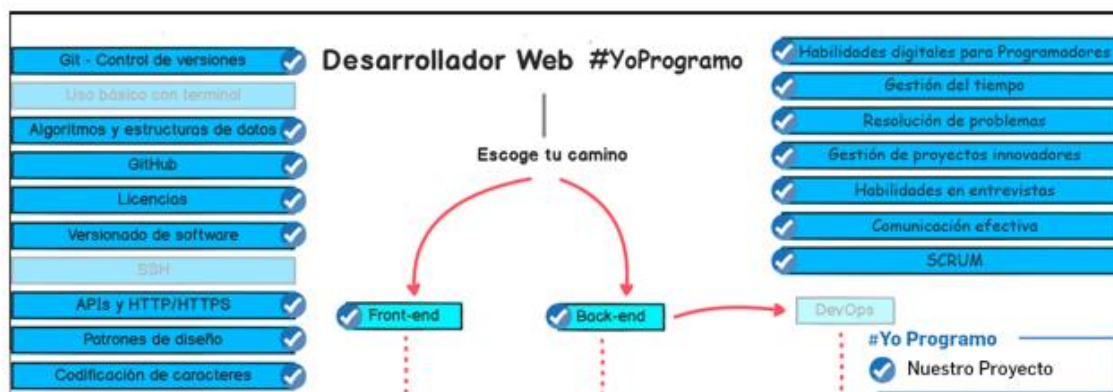 Desarrollador Web #YoProgramo
Escoge tu camino
Git - Control de versiones
Uso básico con terminal
Algoritmos y estructuras de datos
GitHub
Licencias
Versionado de software
SSH
APIs y HTTP/HTTPS
Patrones de diseño
Codificación de caracteres
Habilidades digitales para Programadores
Gestión del tiempo
Resolución de problemas
Gestión de proyectos innovadores
Habilidades en entrevistas
Comunicación efectiva
SCRUM
Front-end
Back-end
DevOps
#Yo Programo
Nuestro Proyecto